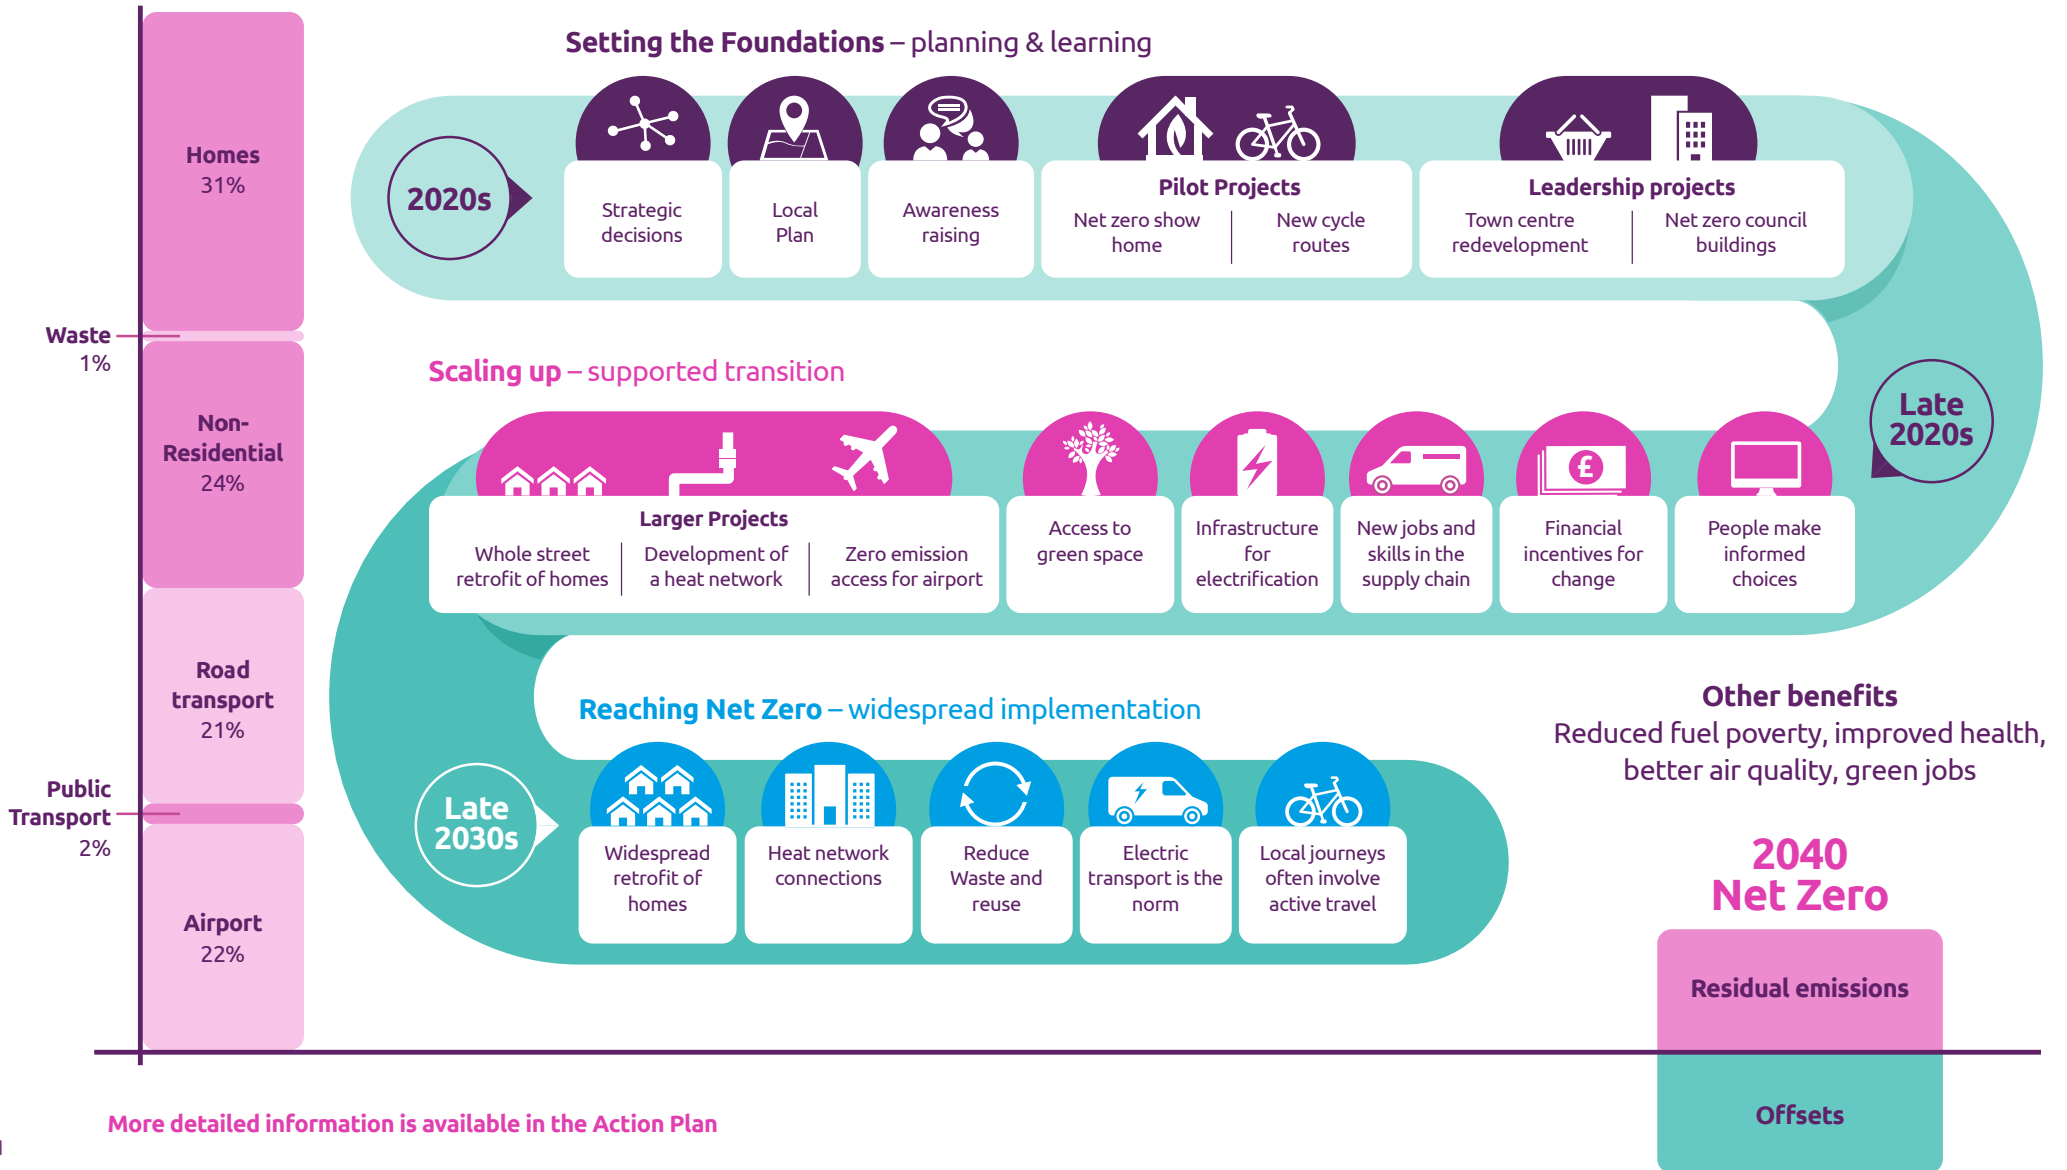 Homes
31%
Waste
1%
Non-
Residential
24%
Road
transport
21%
Public
Transport
2%
Airport
22%
Setting the Foundations – planning & learning
2020s
Strategic
decisions
Local
Plan
Awareness
raising
Pilot Projects
Net zero show
home
New cycle
routes
Leadership projects
Town centre
redevelopment
Net zero council
buildings
Scaling up – supported transition
Late
2020s
Larger Projects
Whole street
retrofit of homes
Development of
a heat network
Zero emission
access for airport
Access to
green space
Infrastructure
for
electrification
New jobs and
skills in the
supply chain
£
Financial
incentives for
change
People make
informed
choices
Reaching Net Zero – widespread implementation
Late
2030s
Widespread
retrofit of
homes
Heat network
connections
Reduce
Waste and
reuse
Electric
transport is the
norm
Local journeys
often involve
active travel
Other benefits
Reduced fuel poverty, improved health,
better air quality, green jobs
2040
Net Zero
Residual emissions
Offsets
More detailed information is available in the Action Plan